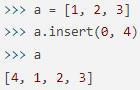 >>> a = [1, 2, 3]
>>> a.insert(0, 4)
>>> a
[4, 1, 2, 3]